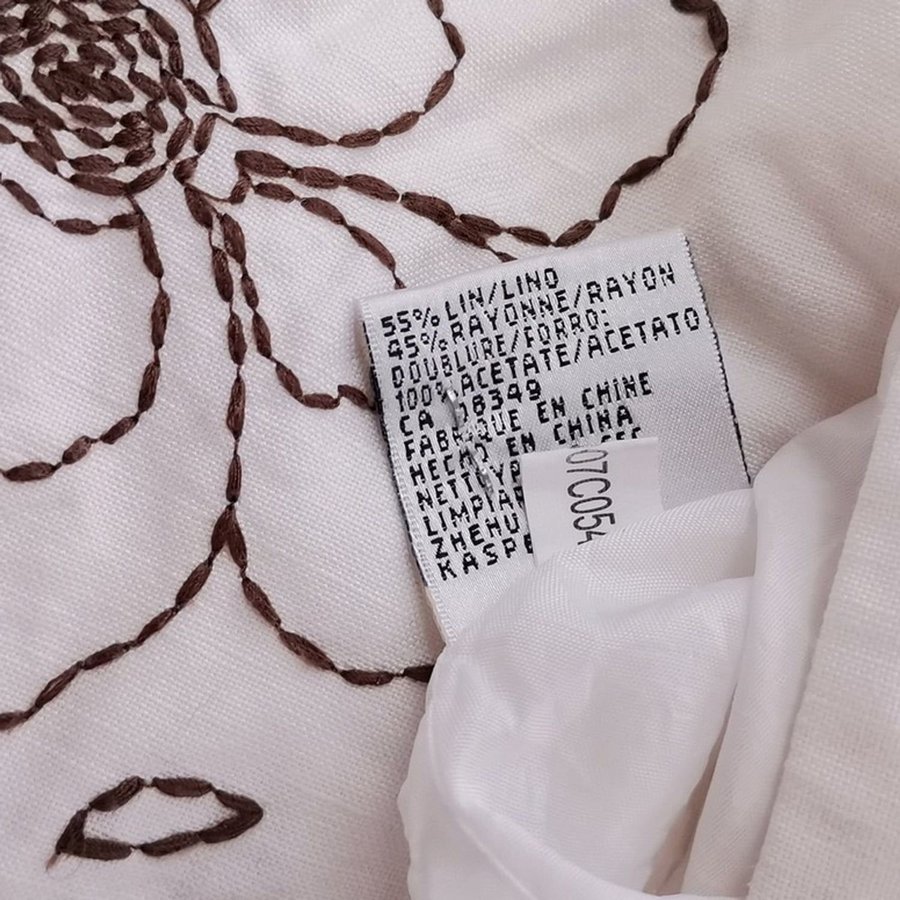 55% LIN/LINO
45% RAYONNE/RAYON
DOUBLURE/FORRO:
100% ACETATE/ACETATO
CA 18349
FABRIQUE EN CHINE
HECHO EN CHINA
07C054